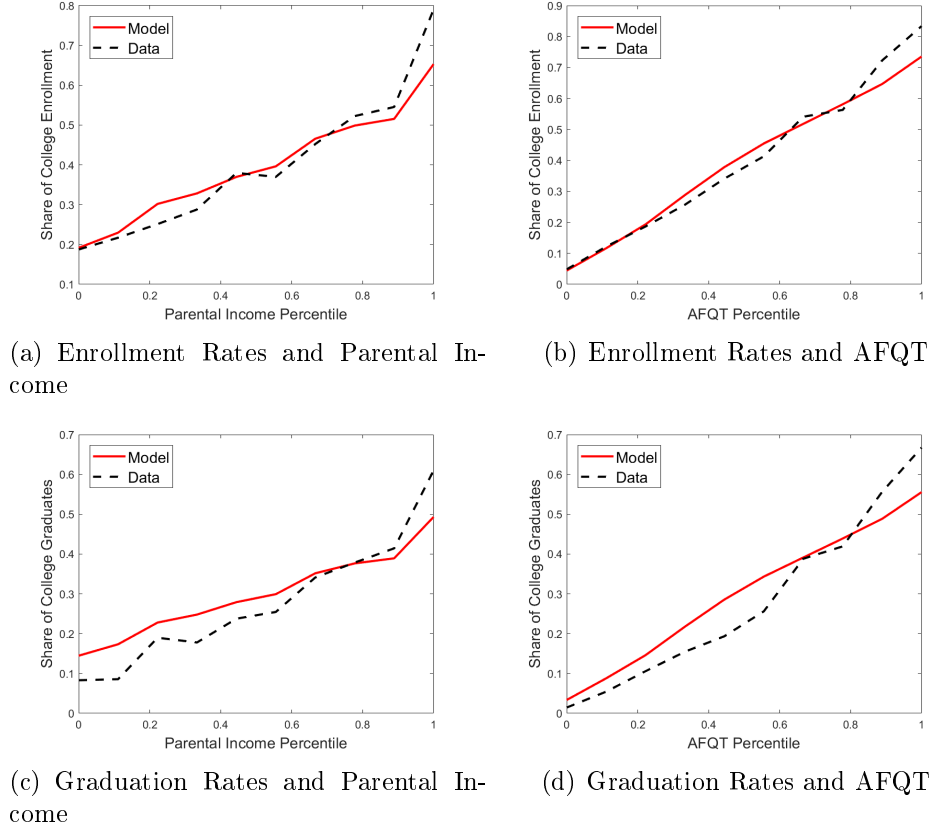 0.8
0.7
0.6
0.5
0.4
0.3
0.2
0.1
Share of College Enrollment
Model
Data
0 0.2 0.4 0.6 0.8 1
Parental Income Percentile
(a) Enrollment Rates and Parental In-
come
0.9
0.8
0.7
0.6
0.5
0.4
0.3
0.2
0.1
0
Share of College Enrollment
Model
Data
0 0.2 0.4 0.6 0.8 1
AFQT Percentile
(b) Enrollment Rates and AFQT
0.7
0.6
0.5
0.4
0.3
0.2
0.1
0
Share of College Graduates
Model
Data
0 0.2 0.4 0.6 0.8 1
Parental Income Percentile
(c) Graduation Rates and Parental In-
come
0.7
0.6
0.5
0.4
0.3
0.2
0.1
0
Share of College Graduates
Model
Data
0 0.2 0.4 0.6 0.8 1
AFQT Percentile
(d) Graduation Rates and AFQT